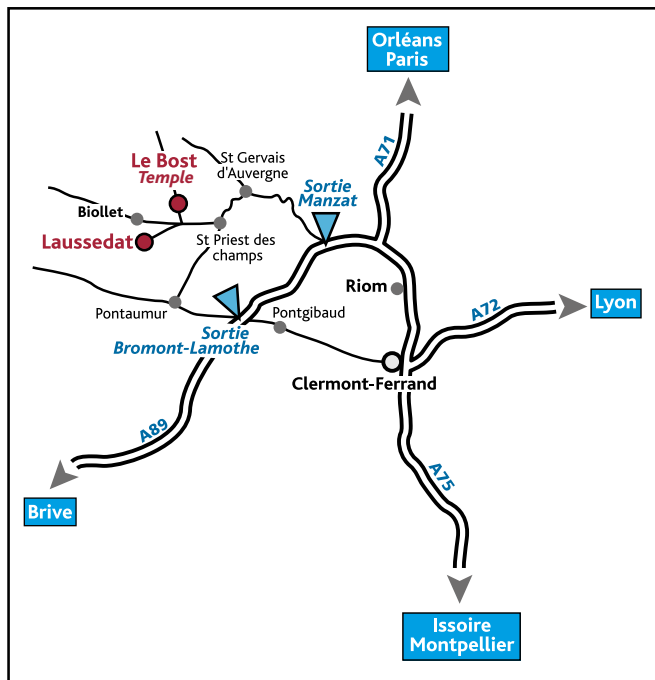 Orléans
Paris
A71
Le Bost
Temple
St Gervais
d'Auvergne
Sortie
Manzat
Biollet
Laussedat
St Priest des
champs
Riom
A72
Lyon
Pontaumur
Pontgibaud
Sortie
Bromont-Lamothe
Clermont-Ferrand
A89
A75
Brive
Issoire
Montpellier